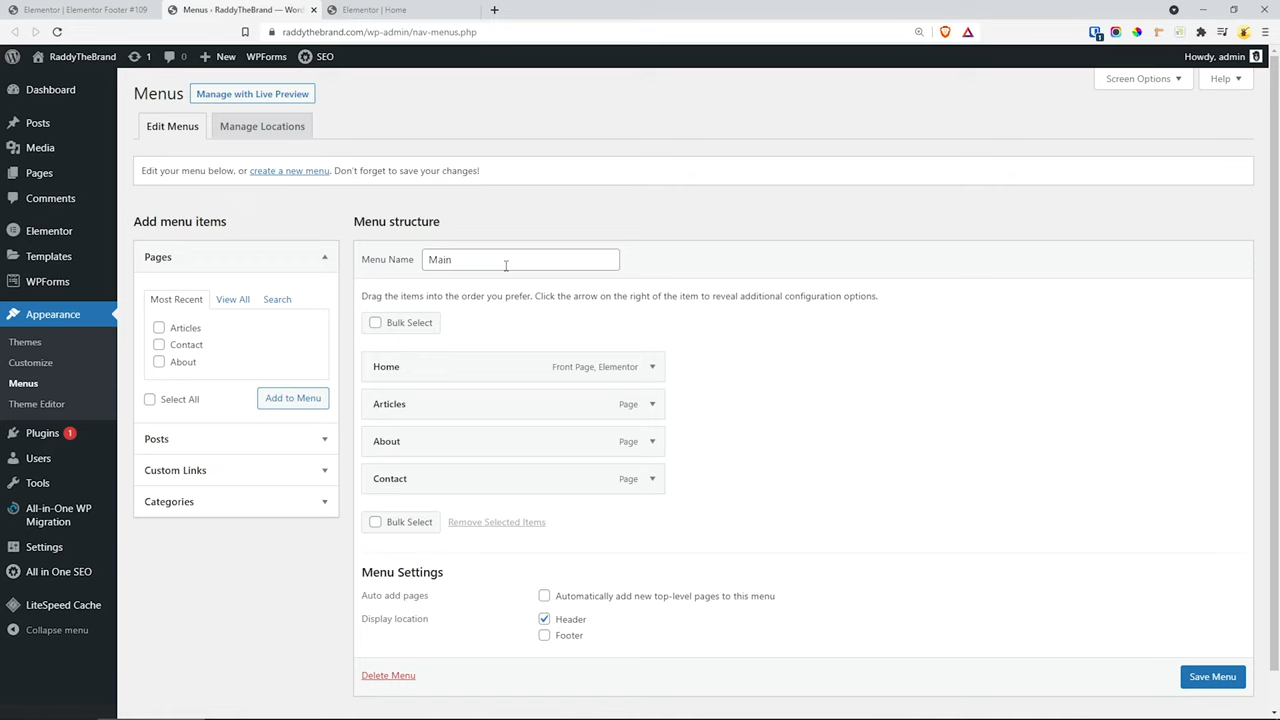 Elementor | Elementor Footer #109
Menus ‹ RaddyTheBrand — Word
Elementor | Home
raddythebrand.com/wp-admin/nav-menus.php
1
RaddyTheBrand
1
0
New
WPForms
SEO
Howdy, admin
Dashboard
Posts
Media
Pages
Comments
Elementor
Templates
WPForms
Appearance
Themes
Customize
Menus
Theme Editor
Plugins 1
Users
Tools
All-in-One WP
Migration
Settings
All in One SEO
LiteSpeed Cache
Collapse menu
Screen Options
Help
Menus
Manage with Live Preview
Edit Menus
Manage Locations
Edit your menu below, or create a new menu. Don't forget to save your changes!
Add menu items
Pages
Most Recent
View All
Search
Articles
Contact
About
Select All
Add to Menu
Posts
Custom Links
Categories
Menu structure
Menu Name
Main
Drag the items into the order you prefer. Click the arrow on the right of the item to reveal additional configuration options.
Bulk Select
Home
Front Page, Elementor
Articles
Page
About
Page
Contact
Page
Bulk Select
Remove Selected Items
Menu Settings
Auto add pages
Automatically add new top-level pages to this menu
Display location
Header
Footer
Delete Menu
Save Menu